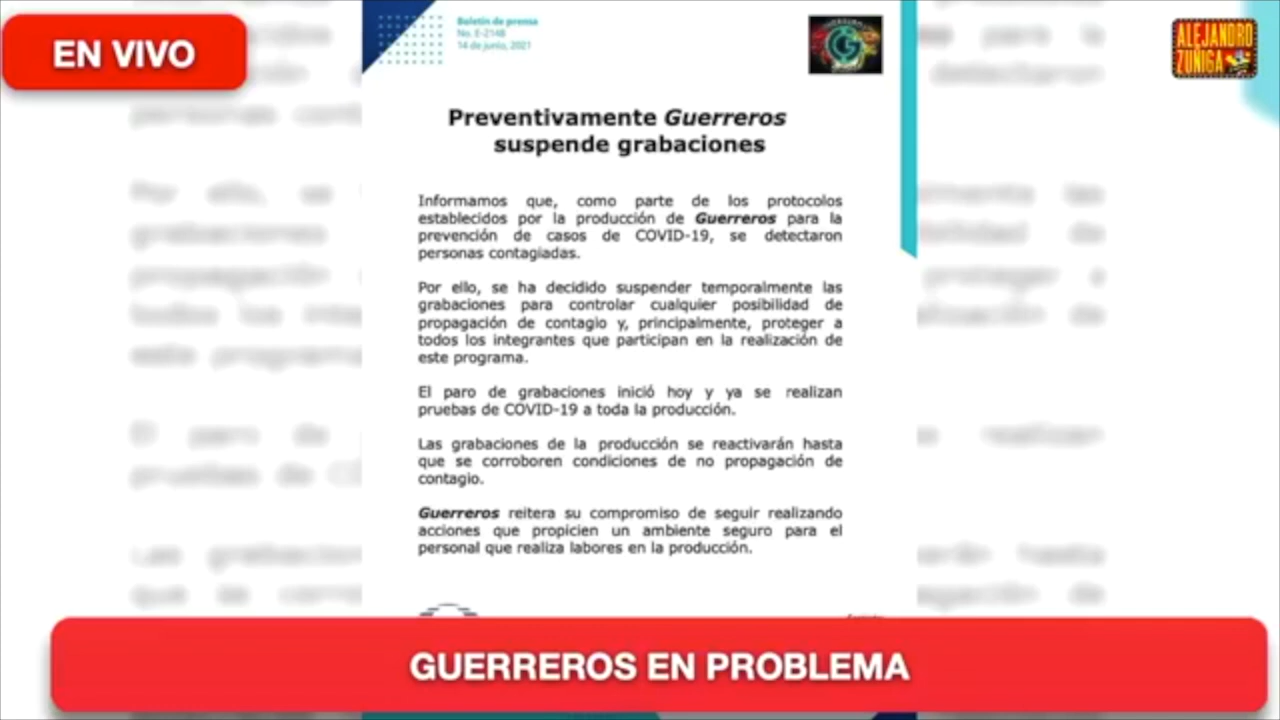 EN VIVO
Boletín de prensa
No. E-2148
14 de junio, 2021
ALEJANDRO
ZUÑIGA
Preventivamente Guerreros
suspende grabaciones
Informamos que, como parte de los protocolos
establecidos por la producción de Guerreros para la
prevención de casos de COVID-19, se detectaron
personas contagiadas.
Por ello, se ha decidido suspender temporalmente las
grabaciones para controlar cualquier posibilidad de
propagación de contagio y, principalmente, proteger a
todos los integrantes que participan en la realización de
este programa.
El paro de grabaciones inició hoy y ya se realizan
pruebas de COVID-19 a toda la producción.
Las grabaciones de la producción se reactivarán hasta
que se corroboren condiciones de no propagación de
contagio.
Guerreros reitera su compromiso de seguir realizando
acciones que propicien un ambiente seguro para el
personal que realiza labores en la producción.
GUERREROS EN PROBLEMA